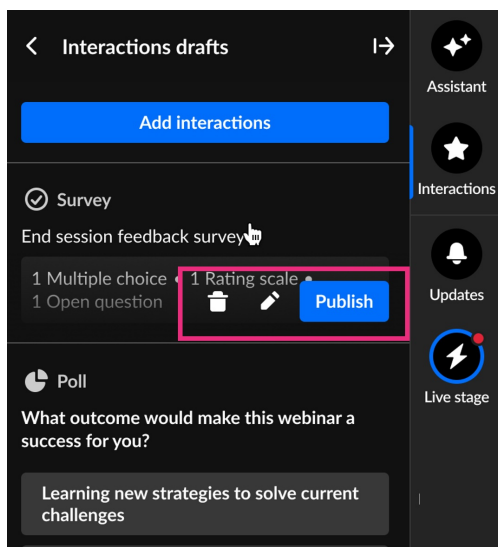 Interactions drafts
Add interactions
Survey
End session feedback survey
1 Multiple choice • 1 Rating scale •
1 Open question
Publish
Poll
What outcome would make this webinar a
success for you?
Learning new strategies to solve current
challenges
Assistant
Interactions
Updates
Live stage